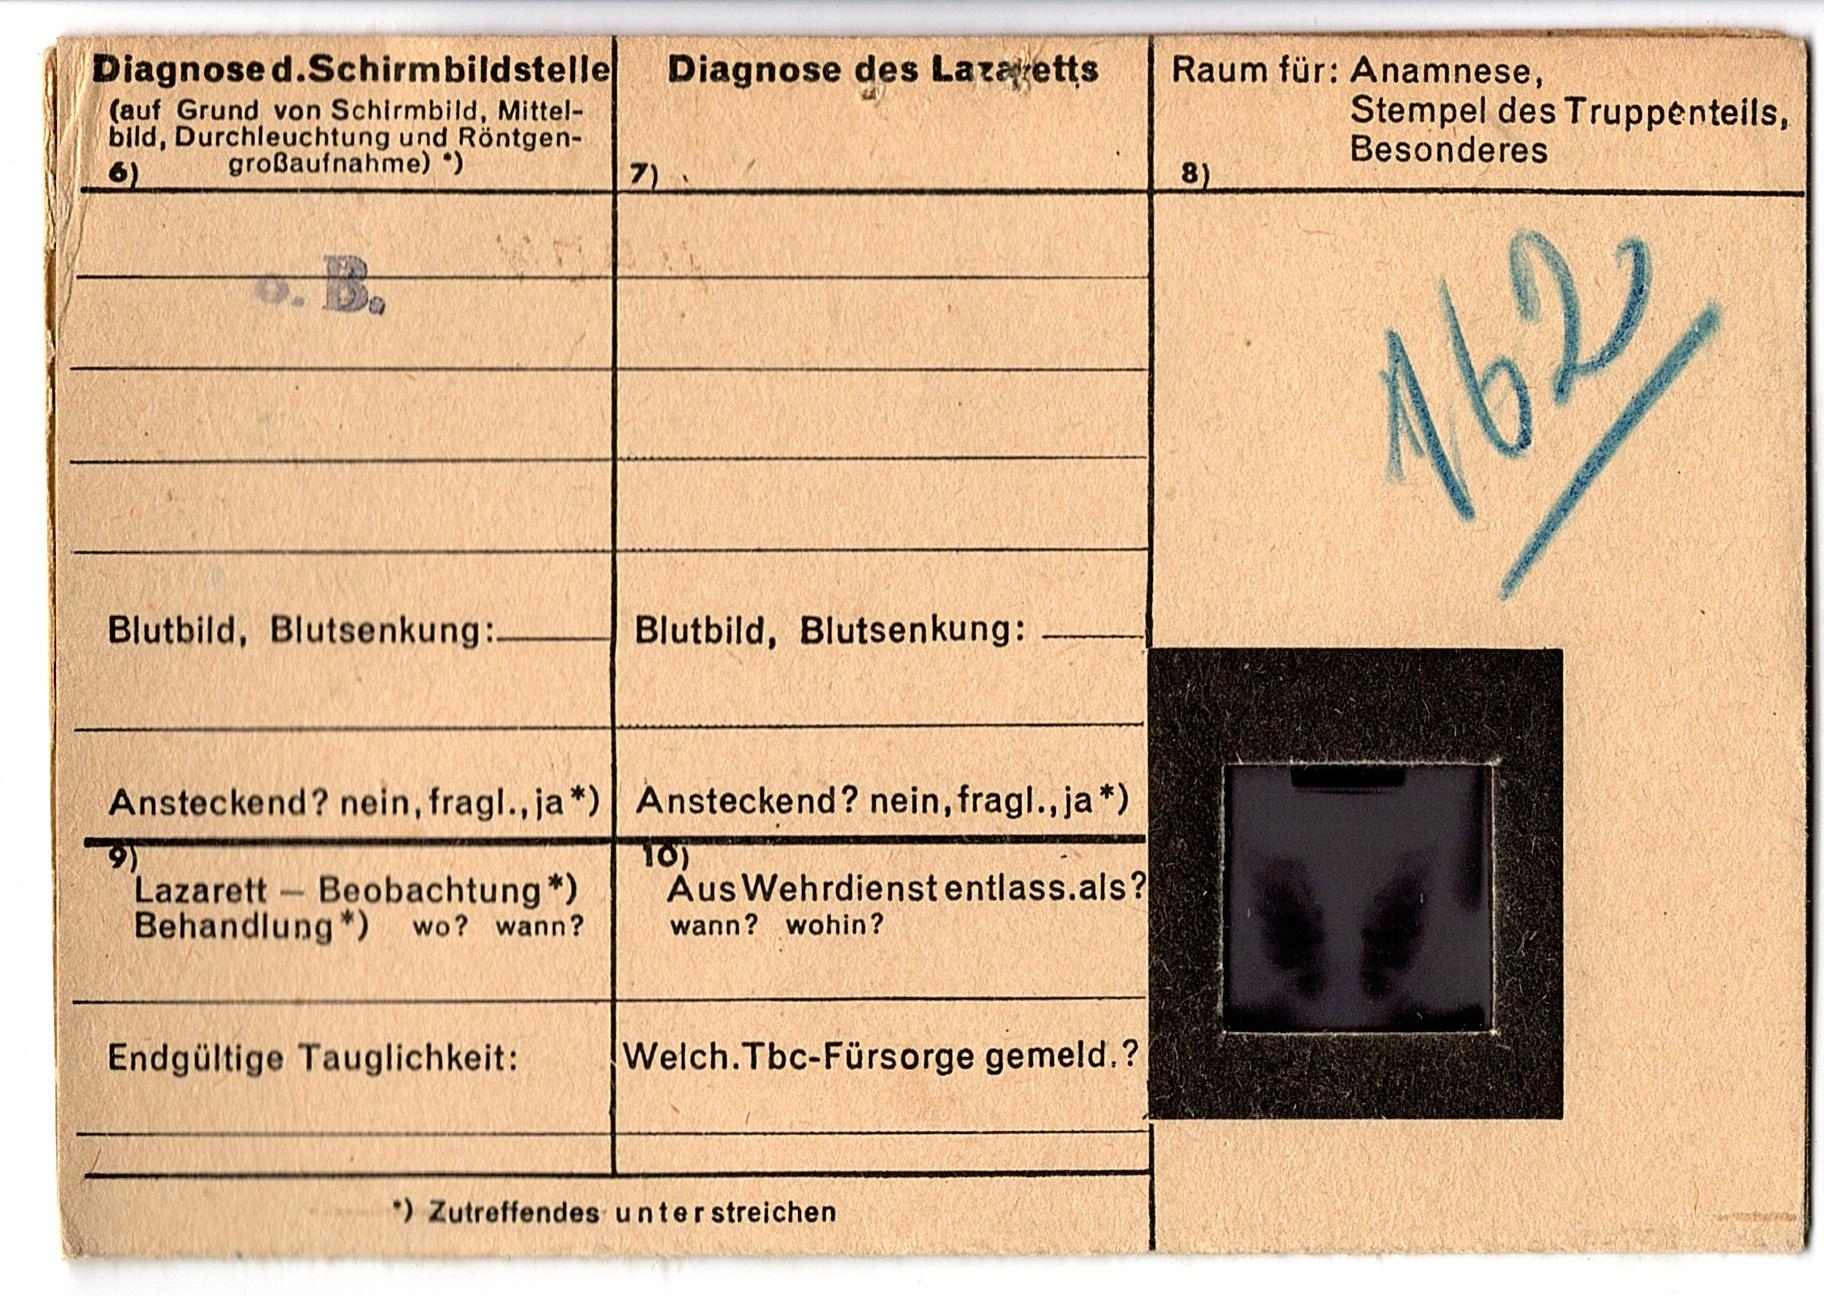 Diagnose d. Schirmbildstelle
(auf Grund von Schirmbild, Mittel-
bild, Durchleuchtung und Röntgen-
großaufnahme) *)
6)
o. B.
Blutbild, Blutsenkung:
Ansteckend? nein, fragl., ja*)
Diagnose des Lazaretts
7)
Blutbild, Blutsenkung:
Ansteckend? nein, fragl., ja*)
Raum für: Anamnese,
Stempel des Truppenteils,
Besonderes
8)
162
9)
Lazarett – Beobachtung*)
Behandlung*) wo? wann?
Endgültige Tauglichkeit:
10)
Aus Wehrdienst entlass. als?
wann? wohin?
Welch. Tbc-Fürsorge gemeld.?
*) Zutreffendes unterstreichen